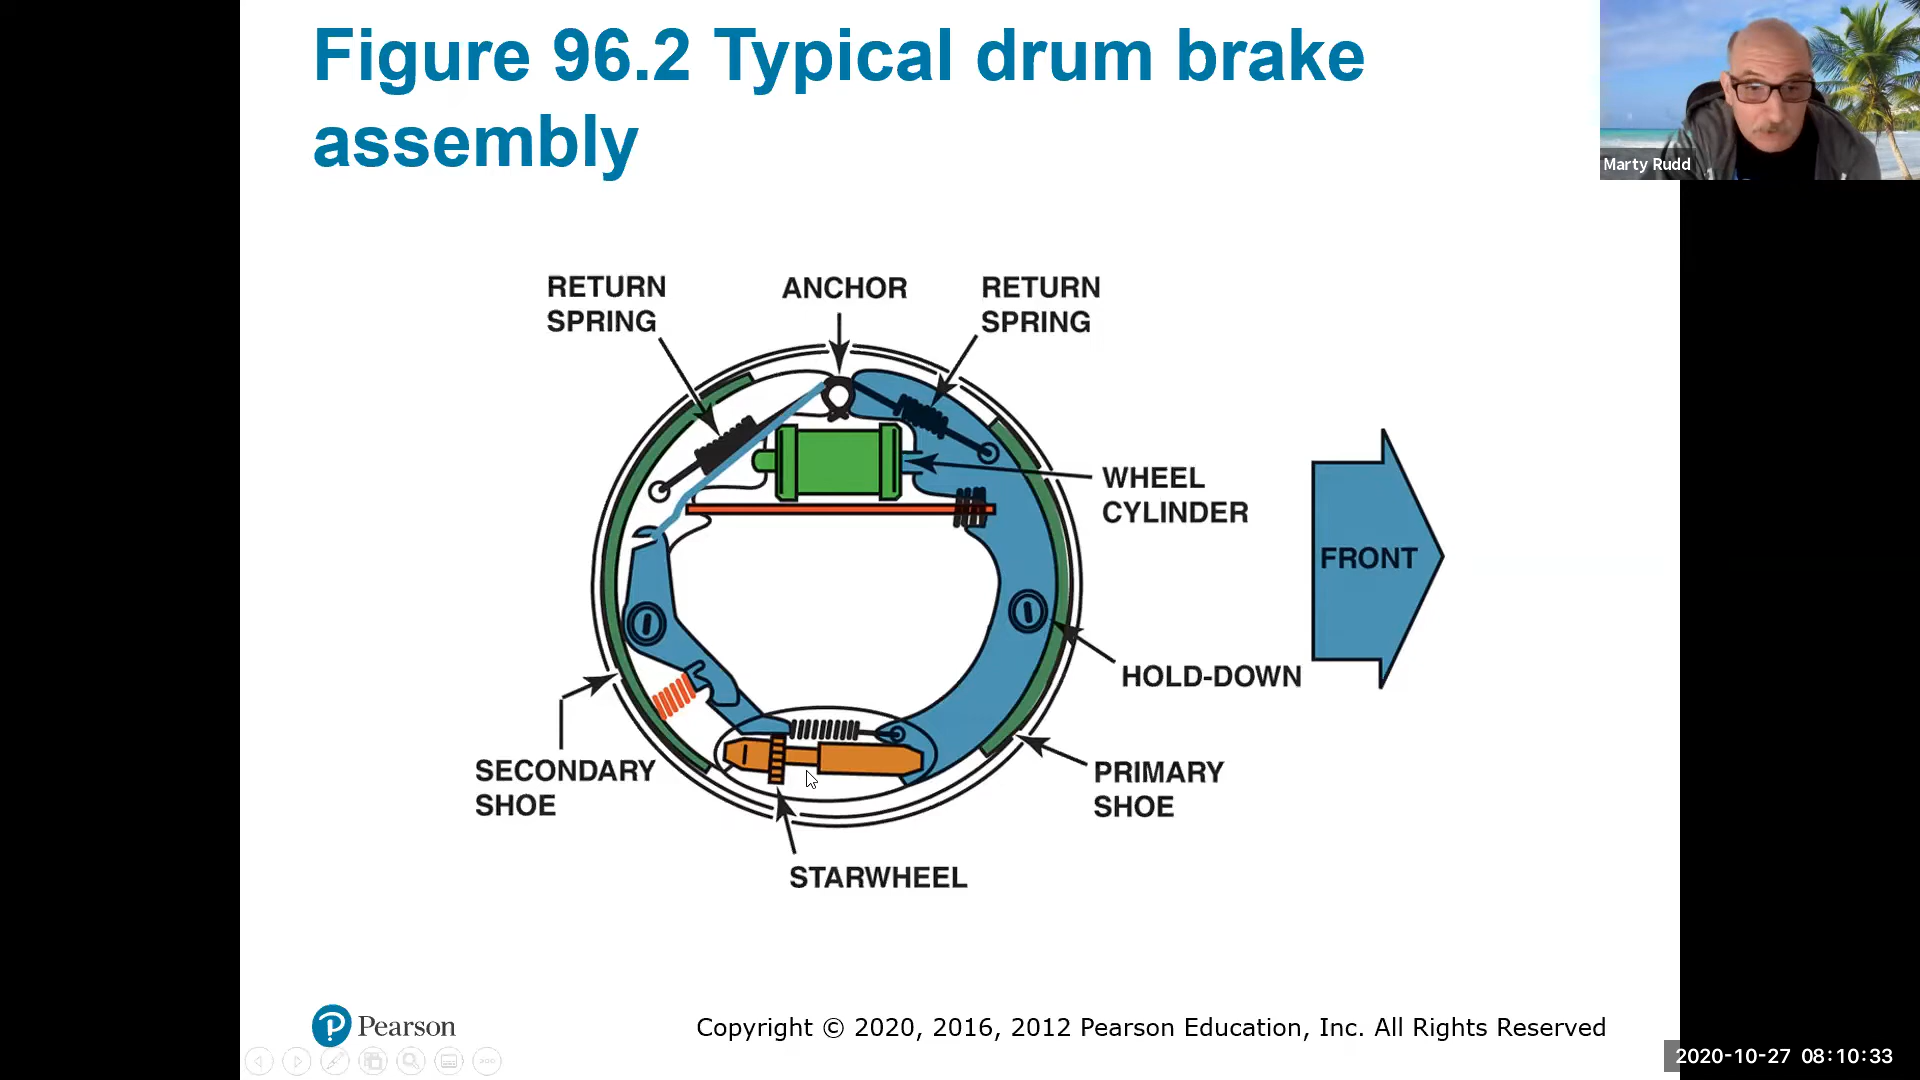 Figure 96.2 Typical drum brake
assembly
Marty Rudd
RETURN
SPRING
ANCHOR
RETURN
SPRING
WHEEL
CYLINDER
FRONT
HOLD-DOWN
SECONDARY
SHOE
PRIMARY
SHOE
STARWHEEL
Pearson
Copyright © 2020, 2016, 2012 Pearson Education, Inc. All Rights Reserved
2020-10-27 08:10:33